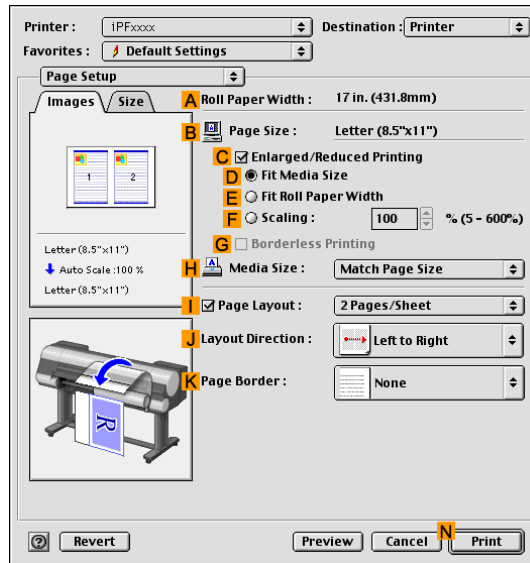 Printer : iPFxxxx Destination : Printer
Favorites : Default Settings
Page Setup
Images Size
A Roll Paper Width : 17 in. (431.8mm)
B Page Size : Letter (8.5"x11")
C Enlarged/Reduced Printing
D Fit Media Size
E Fit Roll Paper Width
F Scaling : 100 % (5 - 600%)
G Borderless Printing
1 2
Letter (8.5"x11")
Auto Scale :100 %
Letter (8.5"x11")
H Media Size : Match Page Size
I Page Layout : 2 Pages/Sheet
J Layout Direction : Left to Right
K Page Border : None
R
N
? Revert Preview Cancel Print